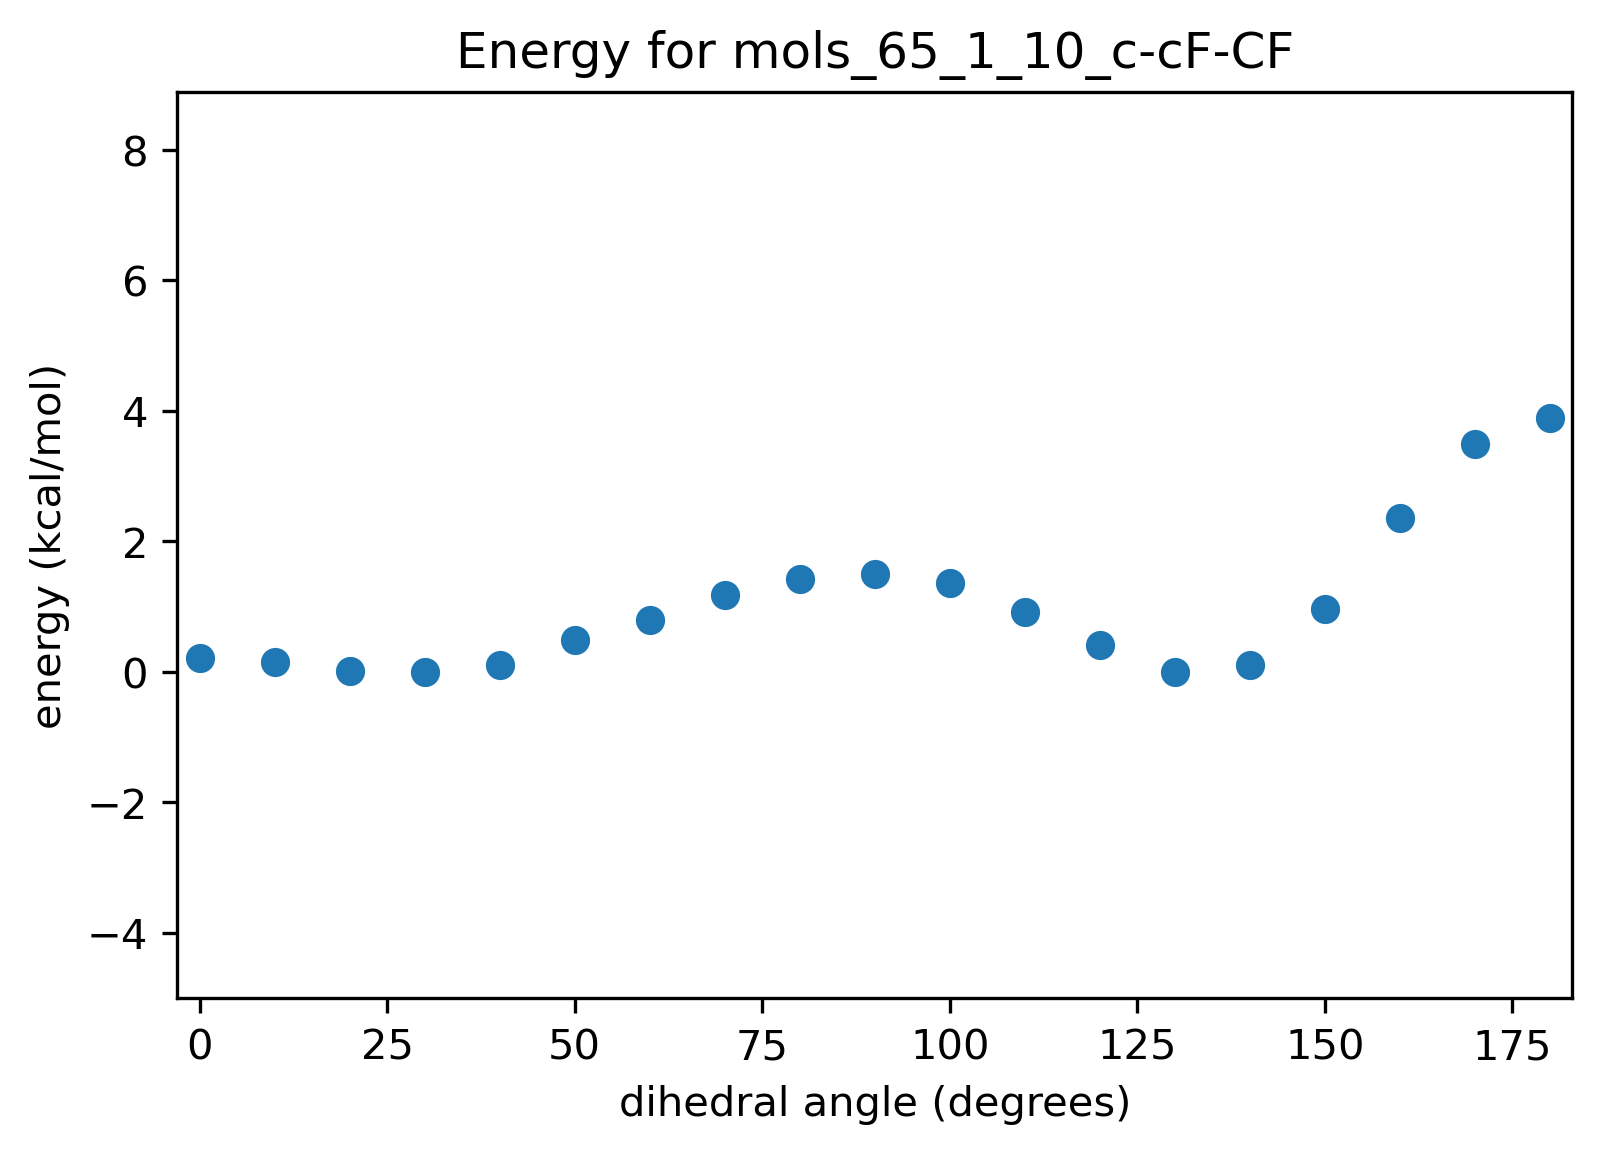 Energy for mols_65_1_10_c-cF-CF
8
6
4
2
0
−2
−4
energy (kcal/mol)
0 25 50 75 100 125 150 175
dihedral angle (degrees)